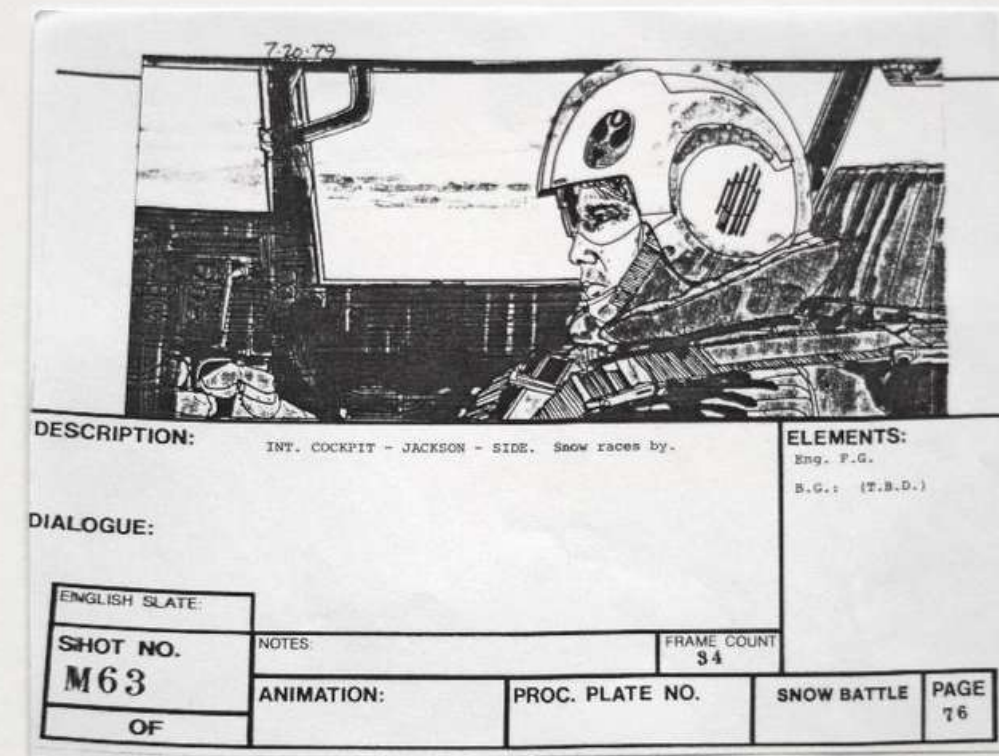 7-20-79
DESCRIPTION:
INT. COCKPIT - JACKSON - SIDE. Snow races by.
ELEMENTS:
Eng. F.G.
B.G.: (T.B.D.)
DIALOGUE:
ENGLISH SLATE:
SHOT NO.
M63
OF
NOTES:
FRAME COUNT
34
ANIMATION:
PROC. PLATE NO.
SNOW BATTLE
PAGE
76